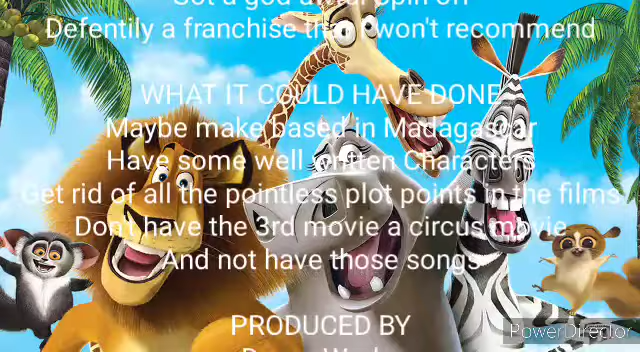 Defentily a franchise that I won't recommend
WHAT IT COULD HAVE DONE
Maybe make based in Madagascar
Have some well written Characters
Get rid of all the pointless plot points in the films
Don't have the 3rd movie a circus movie
And not have those songs
PRODUCED BY
PowerDirector